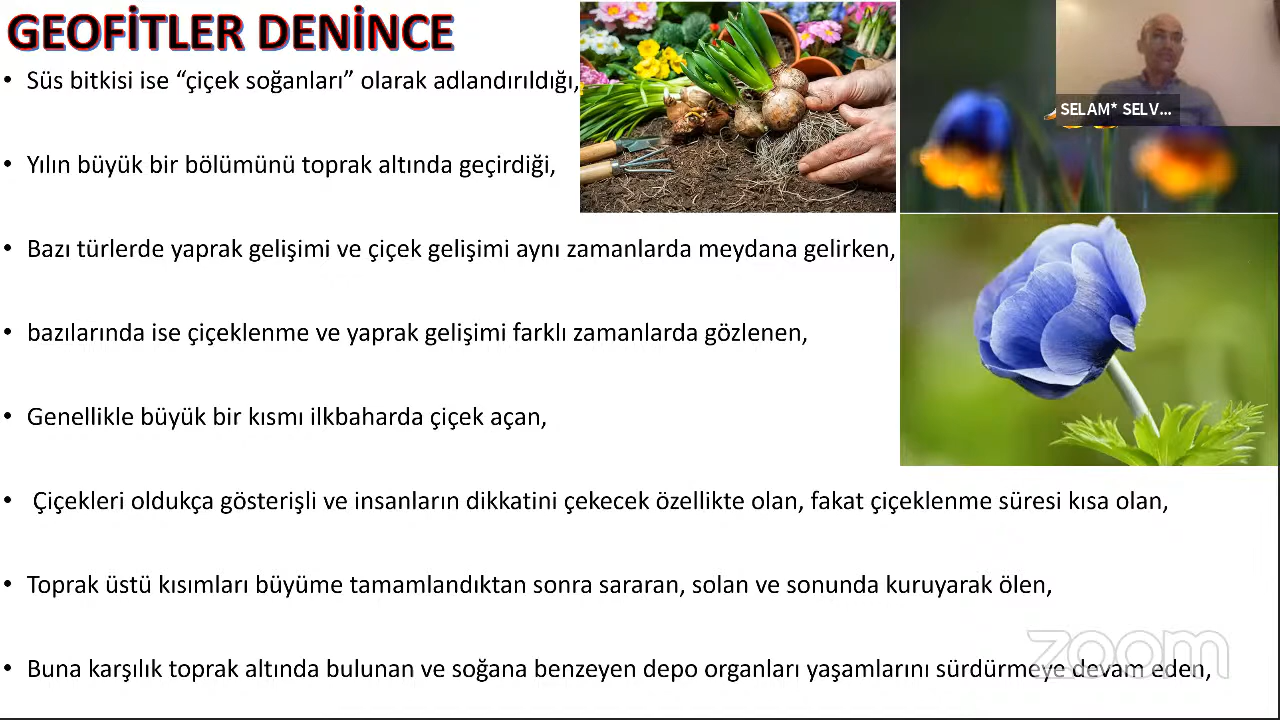 GEOFİTLER DENİNCE
• Süs bitkisi ise “çiçek soğanları” olarak adlandırıldığı,
SELAM* SELV...
• Yılın büyük bir bölümünü toprak altında geçirdiği,
• Bazı türlerde yaprak gelişimi ve çiçek gelişimi aynı zamanlarda meydana gelirken,
• bazılarında ise çiçeklenme ve yaprak gelişimi farklı zamanlarda gözlenen,
• Genellikle büyük bir kısmı ilkbaharda çiçek açan,
• Çiçekleri oldukça gösterişli ve insanların dikkatini çekecek özellikte olan, fakat çiçeklenme süresi kısa olan,
• Toprak üstü kısımları büyüme tamamlandıktan sonra sararan, solan ve sonunda kuruyarak ölen,
• Buna karşılık toprak altında bulunan ve soğana benzeyen depo organları yaşamlarını sürdürmeye devam eden,
zoom